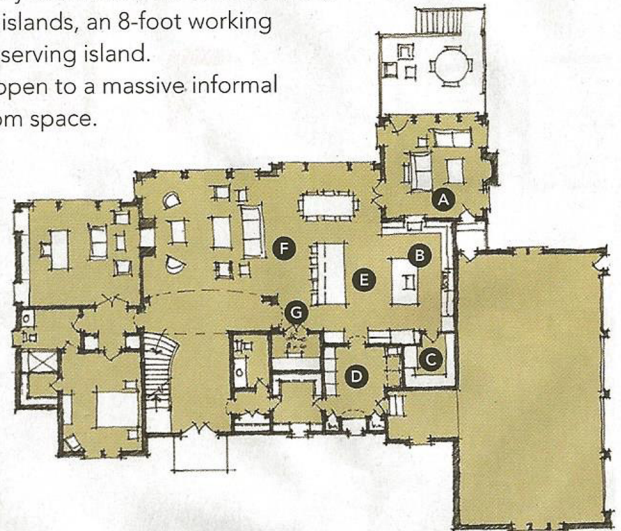 islands, an 8-foot working
serving island.
open to a massive informal
space.
A
B
F
E
G
C
D